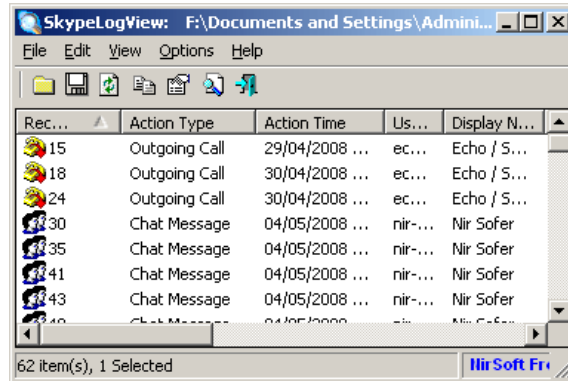 SkypeLogView: F:\Documents and Settings\Admini...
File Edit View Options Help
Rec... Action Type Action Time Us... Display N...
15 Outgoing Call 29/04/2008 ... ec... Echo / S...
18 Outgoing Call 30/04/2008 ... ec... Echo / S...
24 Outgoing Call 30/04/2008 ... ec... Echo / S...
30 Chat Message 04/05/2008 ... nir-... Nir Sofer
35 Chat Message 04/05/2008 ... nir-... Nir Sofer
41 Chat Message 04/05/2008 ... nir-... Nir Sofer
43 Chat Message 04/05/2008 ... nir-... Nir Sofer
62 item(s), 1 Selected NirSoft Fre